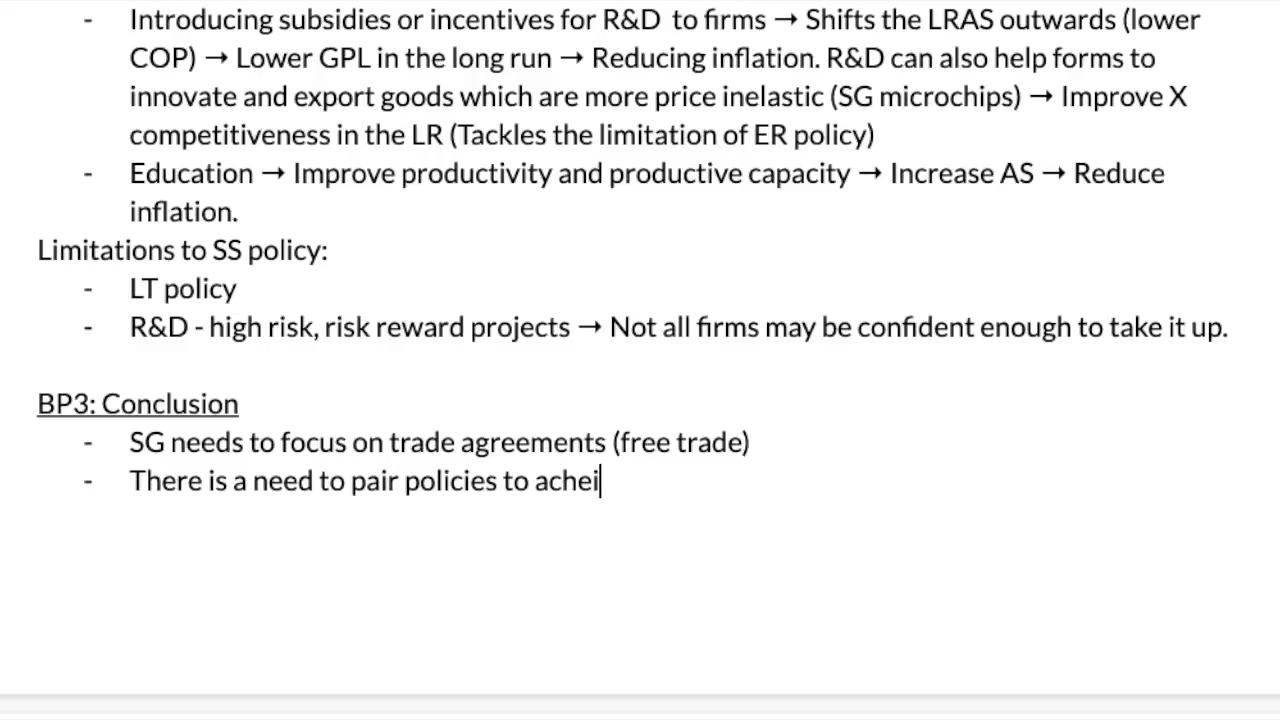 - Introducing subsidies or incentives for R&D  to firms → Shifts the LRAS outwards (lower
COP) → Lower GPL in the long run → Reducing inflation. R&D can also help forms to
innovate and export goods which are more price inelastic (SG microchips) → Improve X
competitiveness in the LR (Tackles the limitation of ER policy)
- Education → Improve productivity and productive capacity → Increase AS → Reduce
inflation.
Limitations to SS policy:
- LT policy
- R&D - high risk, risk reward projects → Not all firms may be confident enough to take it up.
BP3: Conclusion
- SG needs to focus on trade agreements (free trade)
- There is a need to pair policies to achei